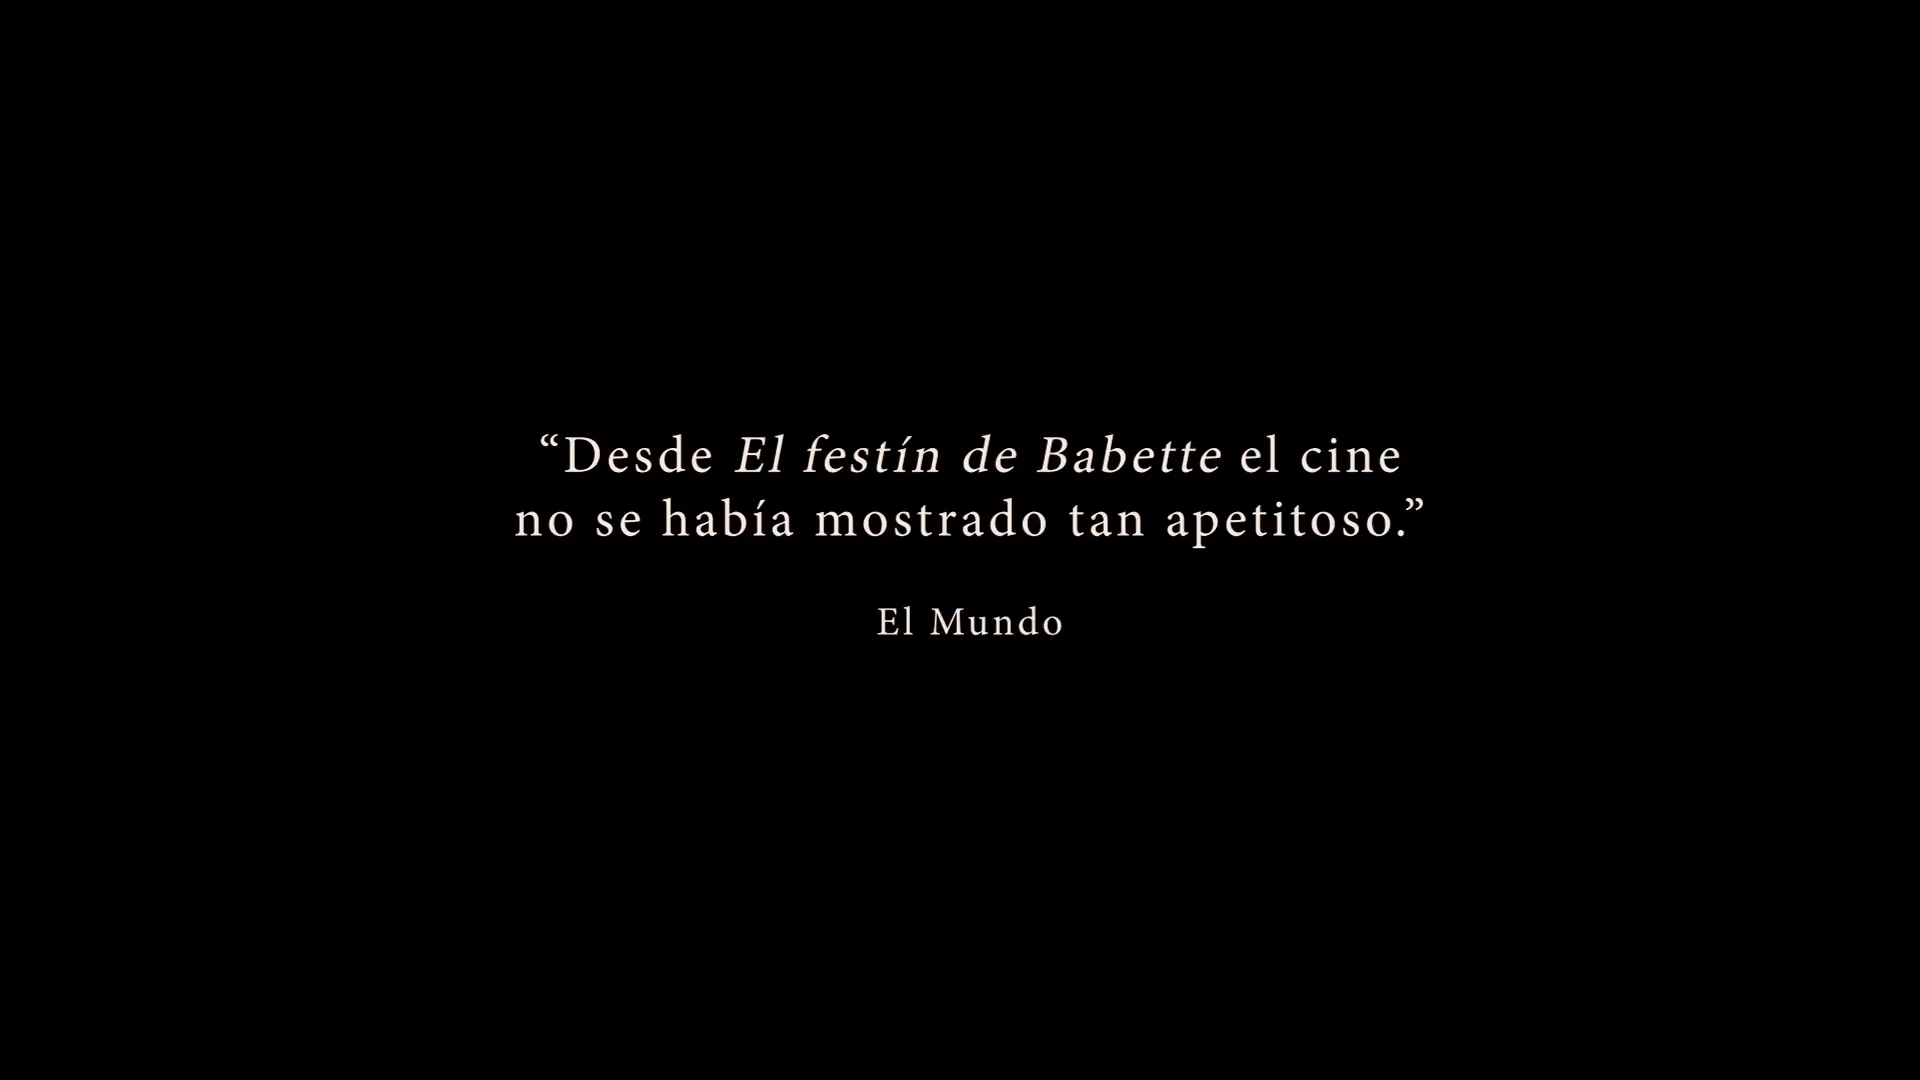 “Desde El festín de Babette el cine
no se había mostrado tan apetitoso.”
El Mundo